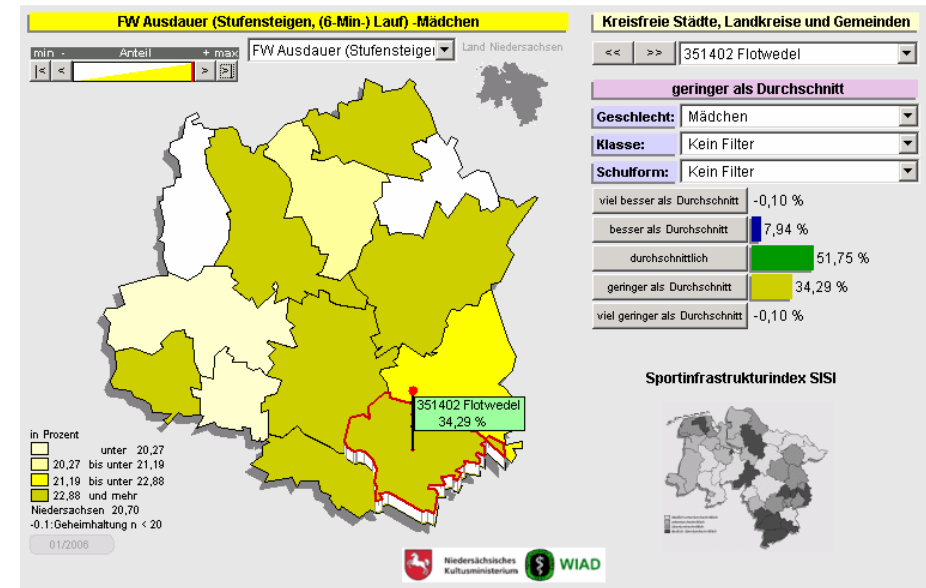 FW Ausdauer (Stufensteigen, (6-Min-) Lauf) -Mädchen
min - Anteil + max
|< < > >|
FW Ausdauer (Stufensteiger
Land Niedersachsen
351402 Flotwedel
34,29 %
in Prozent
unter 20,27
20,27 bis unter 21,19
21,19 bis unter 22,88
22,88 und mehr
Niedersachsen 20,70
-0.1:Geheimhaltung n < 20
01/2006
Kreisfreie Städte, Landkreise und Gemeinden
<< >> 351402 Flotwedel
geringer als Durchschnitt
Geschlecht: Mädchen
Klasse: Kein Filter
Schulform: Kein Filter
viel besser als Durchschnitt -0,10 %
besser als Durchschnitt 7,94 %
durchschnittlich 51,75 %
geringer als Durchschnitt 34,29 %
viel geringer als Durchschnitt -0,10 %
Sportinfrastrukturindex SISI
Niedersächsisches
Kultusministerium
WIAD